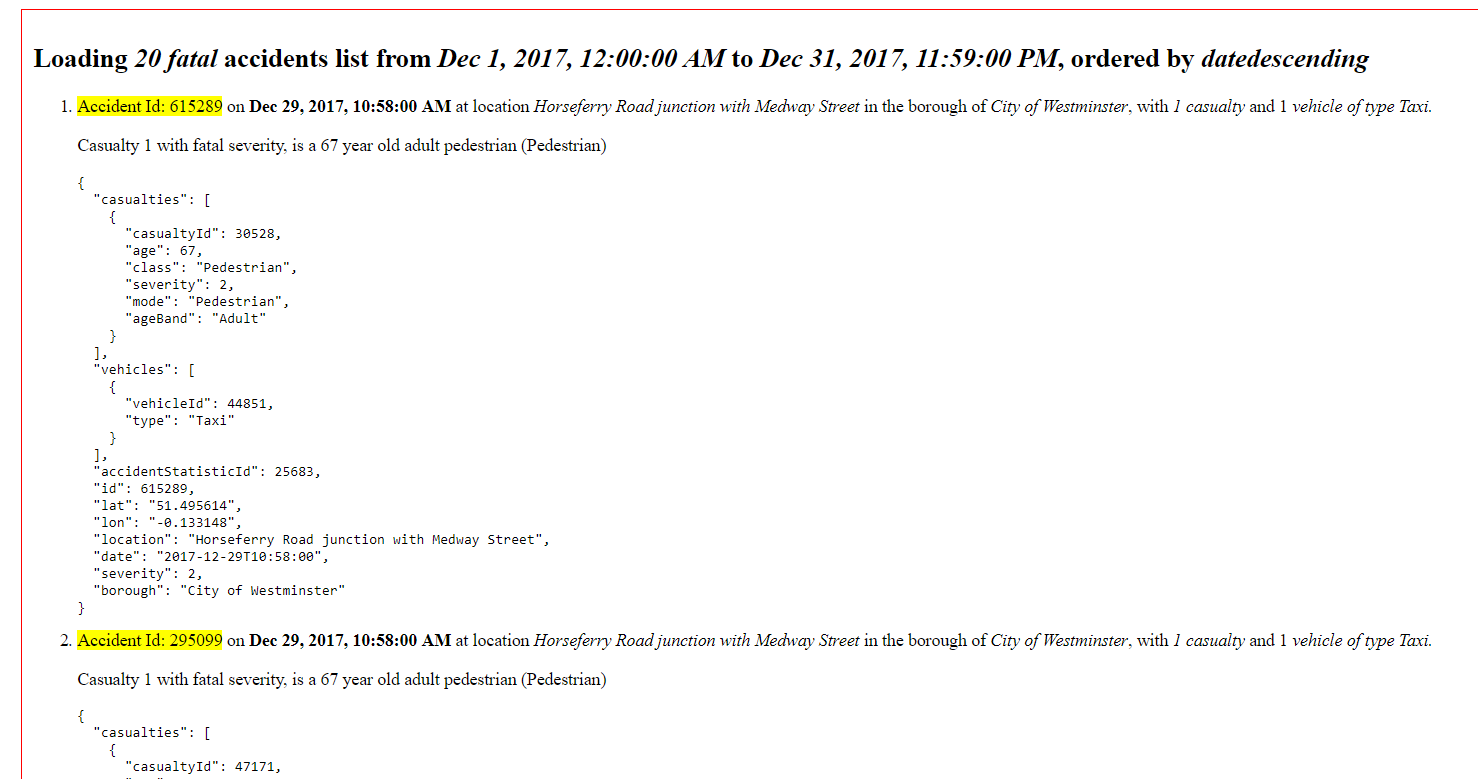 Loading 20 fatal accidents list from Dec 1, 2017, 12:00:00 AM to Dec 31, 2017, 11:59:00 PM, ordered by datedescending
1. Accident Id: 615289 on Dec 29, 2017, 10:58:00 AM at location Horseferry Road junction with Medway Street in the borough of City of Westminster, with 1 casualty and 1 vehicle of type Taxi.
Casualty 1 with fatal severity, is a 67 year old adult pedestrian (Pedestrian)
{
  "casualties": [
    {
      "casualtyId": 30528,
      "age": 67,
      "class": "Pedestrian",
      "severity": 2,
      "mode": "Pedestrian",
      "ageBand": "Adult"
    }
  ],
  "vehicles": [
    {
      "vehicleId": 44851,
      "type": "Taxi"
    }
  ],
  "accidentStatisticId": 25683,
  "id": 615289,
  "lat": "51.495614",
  "lon": "-0.133148",
  "location": "Horseferry Road junction with Medway Street",
  "date": "2017-12-29T10:58:00",
  "severity": 2,
  "borough": "City of Westminster"
}
2. Accident Id: 295099 on Dec 29, 2017, 10:58:00 AM at location Horseferry Road junction with Medway Street in the borough of City of Westminster, with 1 casualty and 1 vehicle of type Taxi.
Casualty 1 with fatal severity, is a 67 year old adult pedestrian (Pedestrian)
{
  "casualties": [
    {
      "casualtyId": 47171,